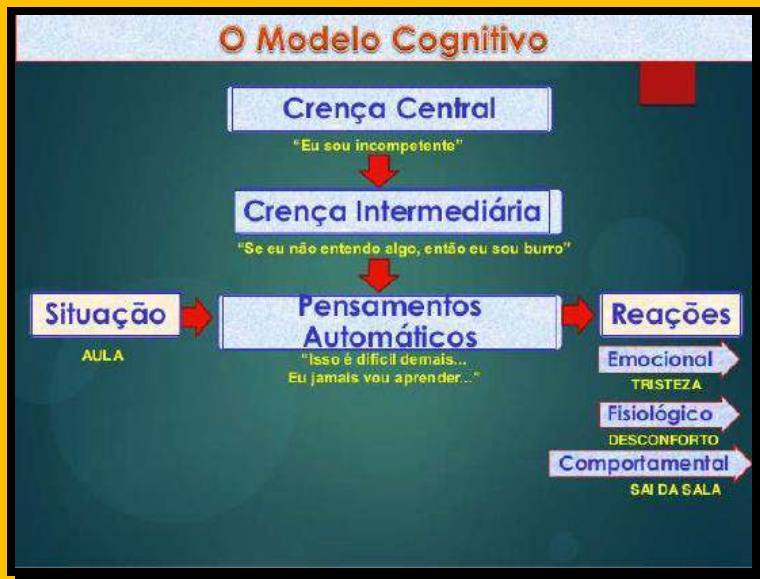 O Modelo Cognitivo
Crença Central
"Eu sou incompetente"
Crença Intermediária
"Se eu não entendo algo, então eu sou burro"
Situação
AULA
Pensamentos
Automáticos
"Isso é difícil demais...
Eu jamais vou aprender..."
Reações
Emocional
TRISTEZA
Fisiológico
DESCONFORTO
Comportamental
SAI DA SALA